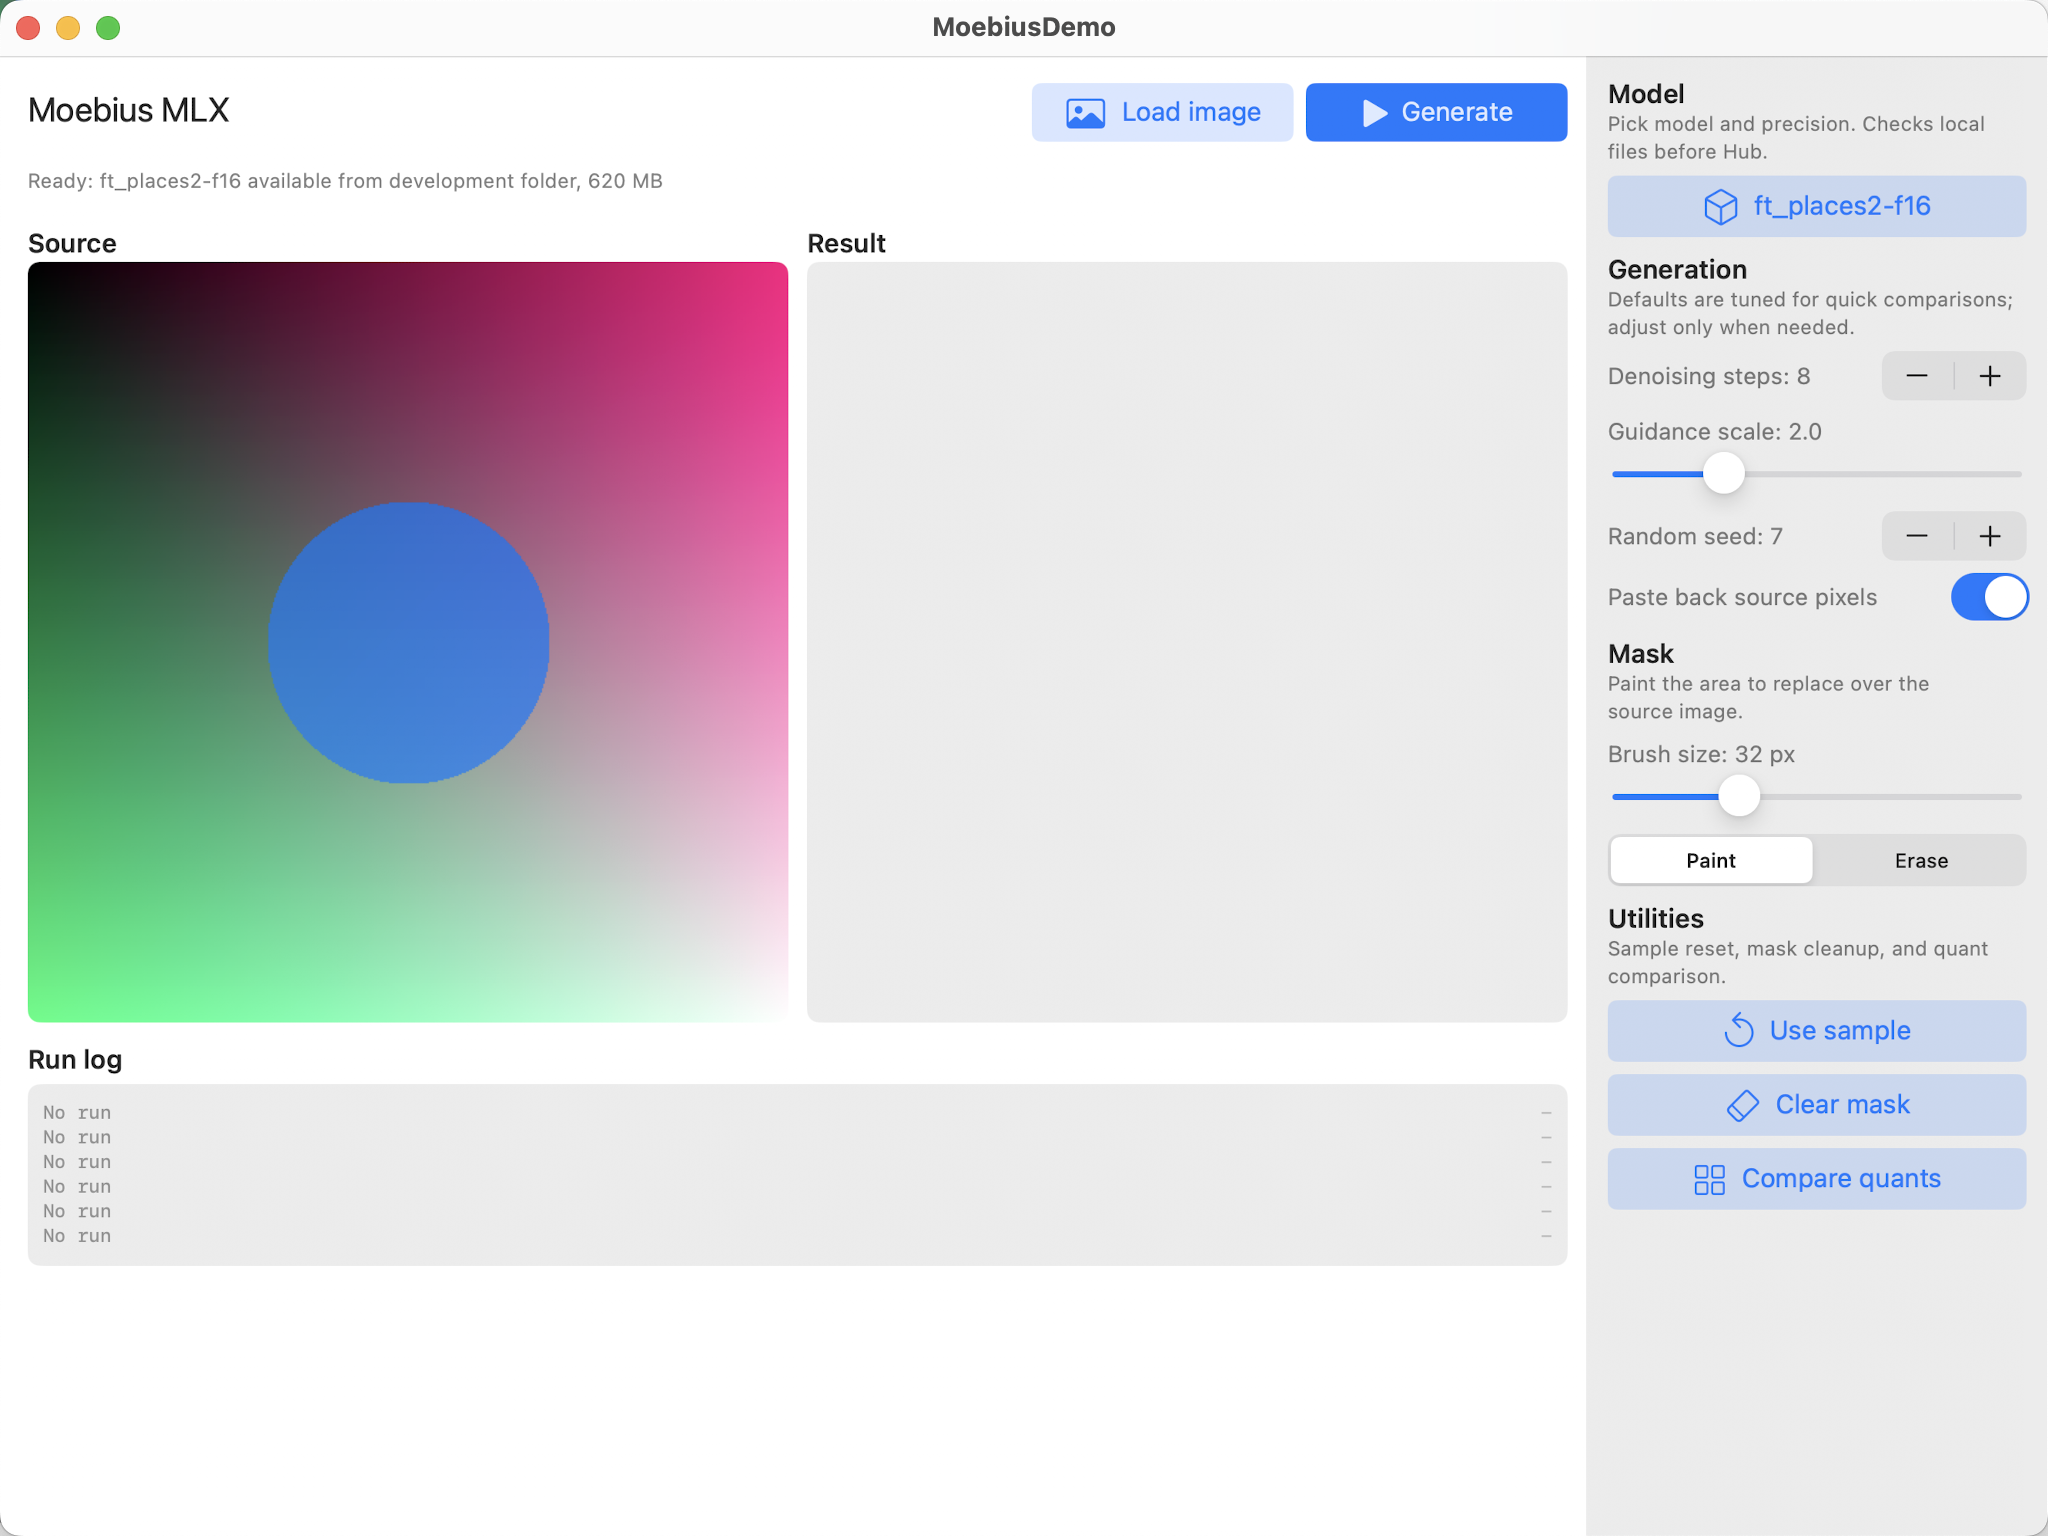 MoebiusDemo
Moebius MLX
Load image
Generate
Ready: ft_places2-f16 available from development folder, 620 MB
Source
Result
Run log
No run –
No run –
No run –
No run –
No run –
No run –
Model
Pick model and precision. Checks local
files before Hub.
ft_places2-f16
Generation
Defaults are tuned for quick comparisons;
adjust only when needed.
Denoising steps: 8
Guidance scale: 2.0
Random seed: 7
Paste back source pixels
Mask
Paint the area to replace over the
source image.
Brush size: 32 px
Paint
Erase
Utilities
Sample reset, mask cleanup, and quant
comparison.
Use sample
Clear mask
Compare quants